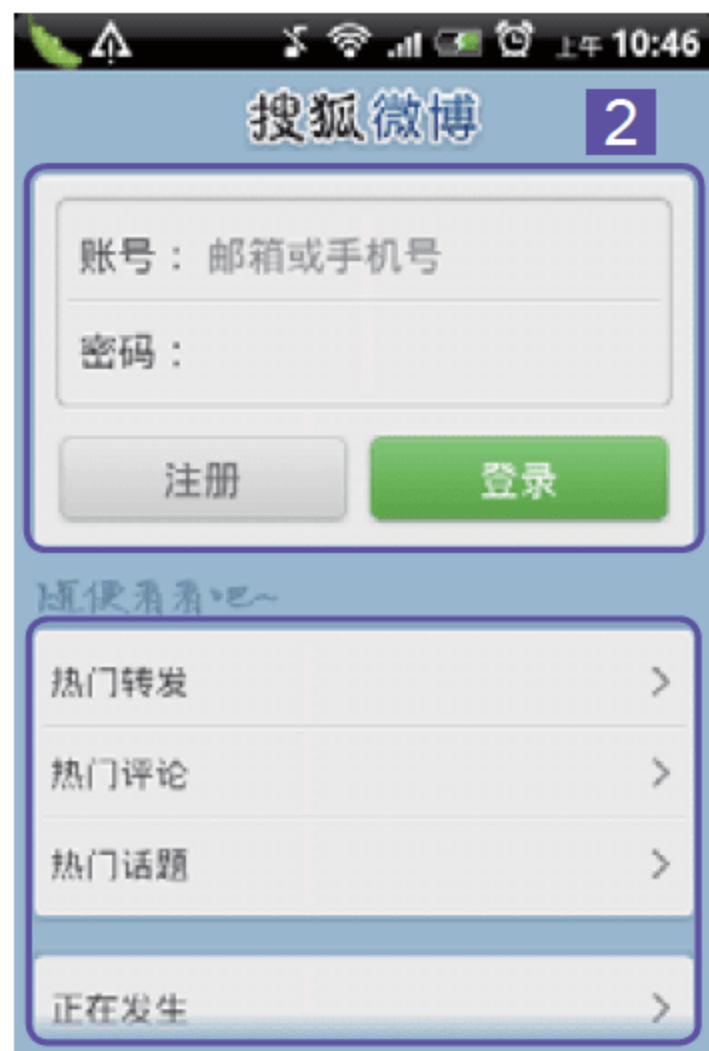 上午 10:46
搜狐微博
2
账号：邮箱或手机号
密码：
注册 登录
随便看看吧~
热门转发
热门评论
热门话题
正在发生